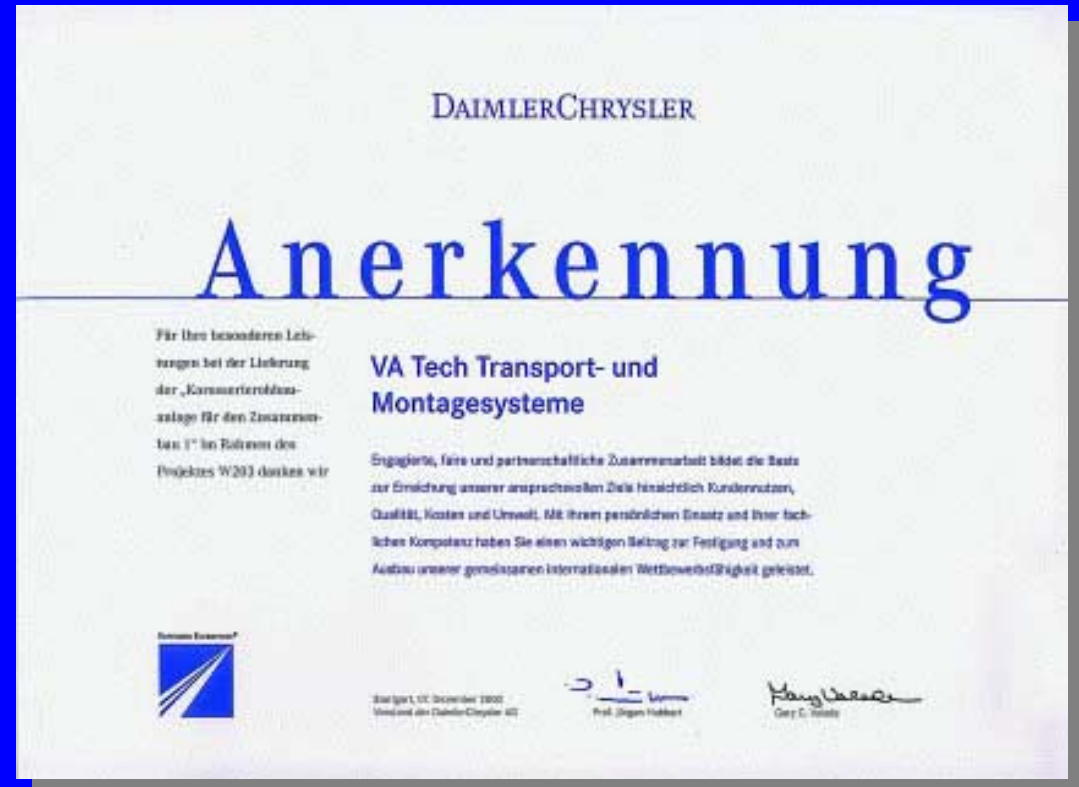 DAIMLERCHRYSLER
Anerkennung
Für Ihre besonderen Leis-
tungen bei der Lieferung
der „Karosserierohbau-
anlage für den Zusammen-
bau 1“ im Rahmen des
Projektes W203 danken wir
VA Tech Transport- und
Montagesysteme
Engagierte, faire und partnerschaftliche Zusammenarbeit bildet die Basis
zur Erreichung unserer anspruchsvollen Ziele hinsichtlich Kundennutzen,
Qualität, Kosten und Umwelt. Mit Ihrem persönlichen Einsatz und Ihrer fach-
lichen Kompetenz haben Sie einen wichtigen Beitrag zur Festigung und zum
Ausbau unserer gemeinsamen internationalen Wettbewerbsfähigkeit geleistet.
Stuttgart, Dezember
Vorstand der DaimlerChrysler AG
Prof. Jürgen Hubbert
Gary C. Valade